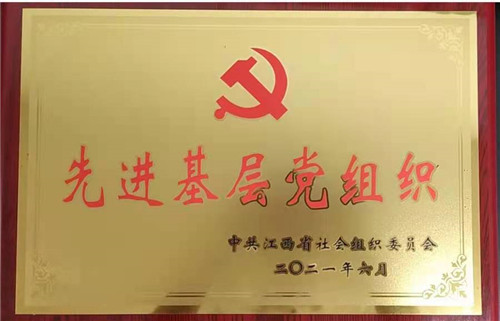 先进基层党组织
中共江西省社会组织委员会
二〇二一年六月